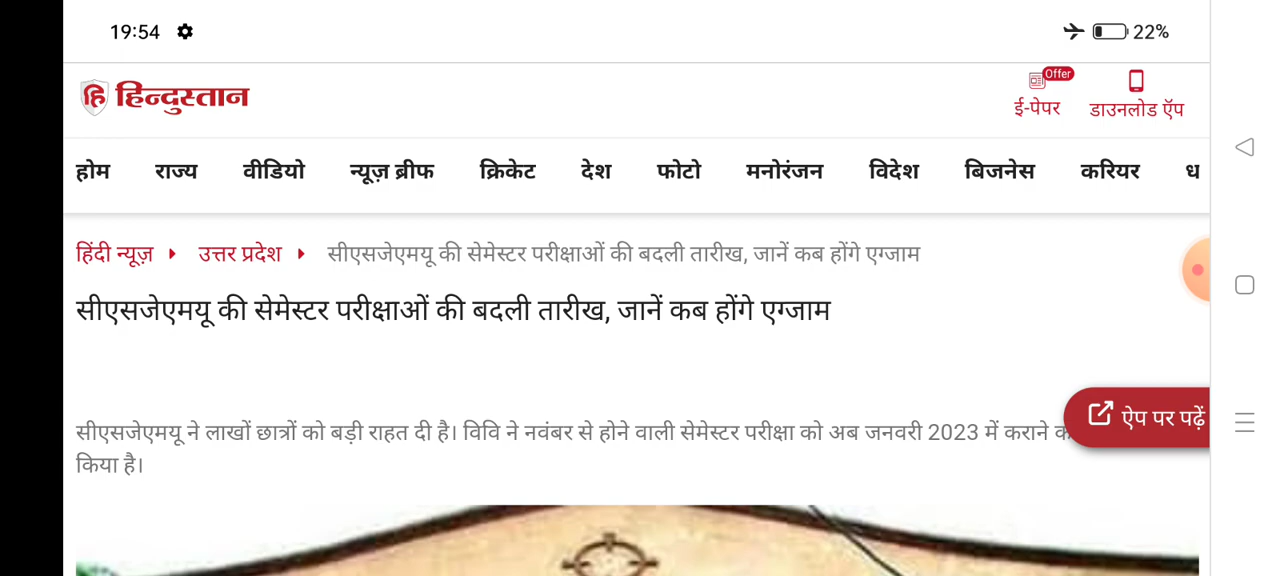 19:54 22%
हिन्दुस्तान
Offer
ई-पेपर डाउनलोड ऍप
होम राज्य वीडियो न्यूज़ ब्रीफ क्रिकेट देश फोटो मनोरंजन विदेश बिजनेस करियर ध
हिंदी न्यूज़ उत्तर प्रदेश सीएसजेएमयू की सेमेस्टर परीक्षाओं की बदली तारीख, जानें कब होंगे एग्जाम
सीएसजेएमयू की सेमेस्टर परीक्षाओं की बदली तारीख, जानें कब होंगे एग्जाम
ऐप पर पढ़ें
सीएसजेएमयू ने लाखों छात्रों को बड़ी राहत दी है। विवि ने नवंबर से होने वाली सेमेस्टर परीक्षा को अब जनवरी 2023 में कराने
किया है।